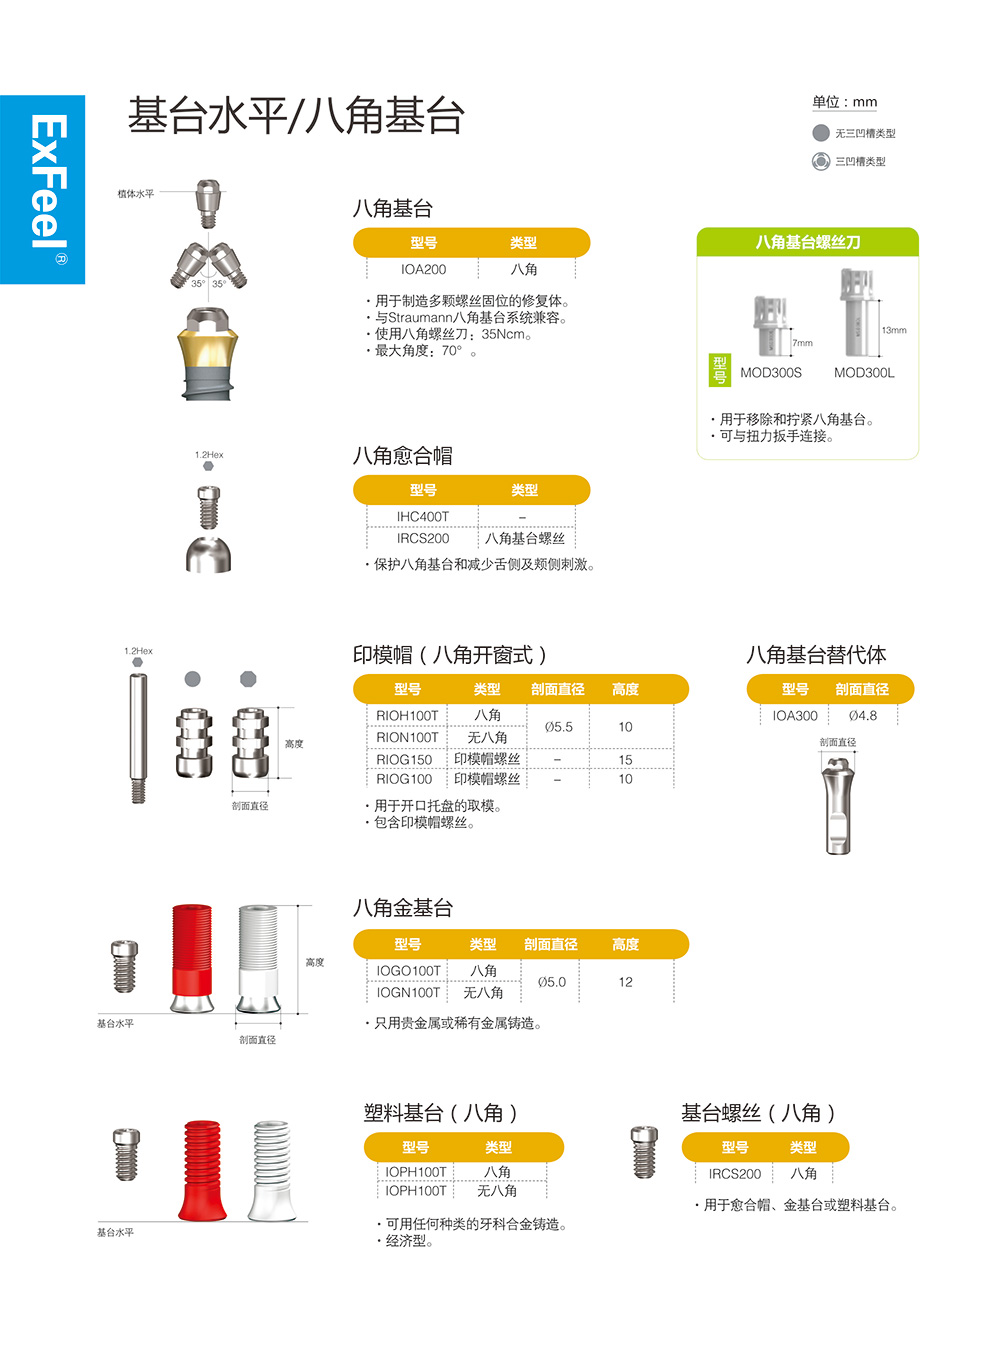 ExFeel®
基台水平/八角基台
单位：mm
无三凹槽类型
三凹槽类型
植体水平
35° 35°
八角基台
型号 类型
IOA200 八角
·用于制造多颗螺丝固位的修复体。
·与Straumann八角基台系统兼容。
·使用八角螺丝刀；35Ncm。
·最大角度；70°。
八角基台螺丝刀
7mm
13mm
型号
MOD300S MOD300L
·用于移除和拧紧八角基台。
·可与扭力扳手连接。
1.2Hex
八角愈合帽
型号 类型
IHC400T –
IRCS200 八角基台螺丝
·保护八角基台和减少舌侧及颊侧刺激。
1.2Hex
高度
剖面直径
印模帽（八角开窗式）
型号 类型 剖面直径 高度
RIOH100T 八角 Ø5.5 10
RION100T 无八角
RIOG150 印模帽螺丝 – 15
RIOG100 印模帽螺丝 – 10
·用于开口托盘的取模。
·包含印模帽螺丝。
八角基台替代体
型号 剖面直径
IOA300 Ø4.8
剖面直径
高度
基台水平
剖面直径
八角金基台
型号 类型 剖面直径 高度
IOGO100T 八角 Ø5.0 12
IOGN100T 无八角
·只用贵金属或稀有金属铸造。
基台水平
塑料基台（八角）
型号 类型
IOPH100T 八角
IOPH100T 无八角
·可用任何种类的牙科合金铸造。
·经济型。
基台螺丝（八角）
型号 类型
IRCS200 八角
·用于愈合帽、金基台或塑料基台。